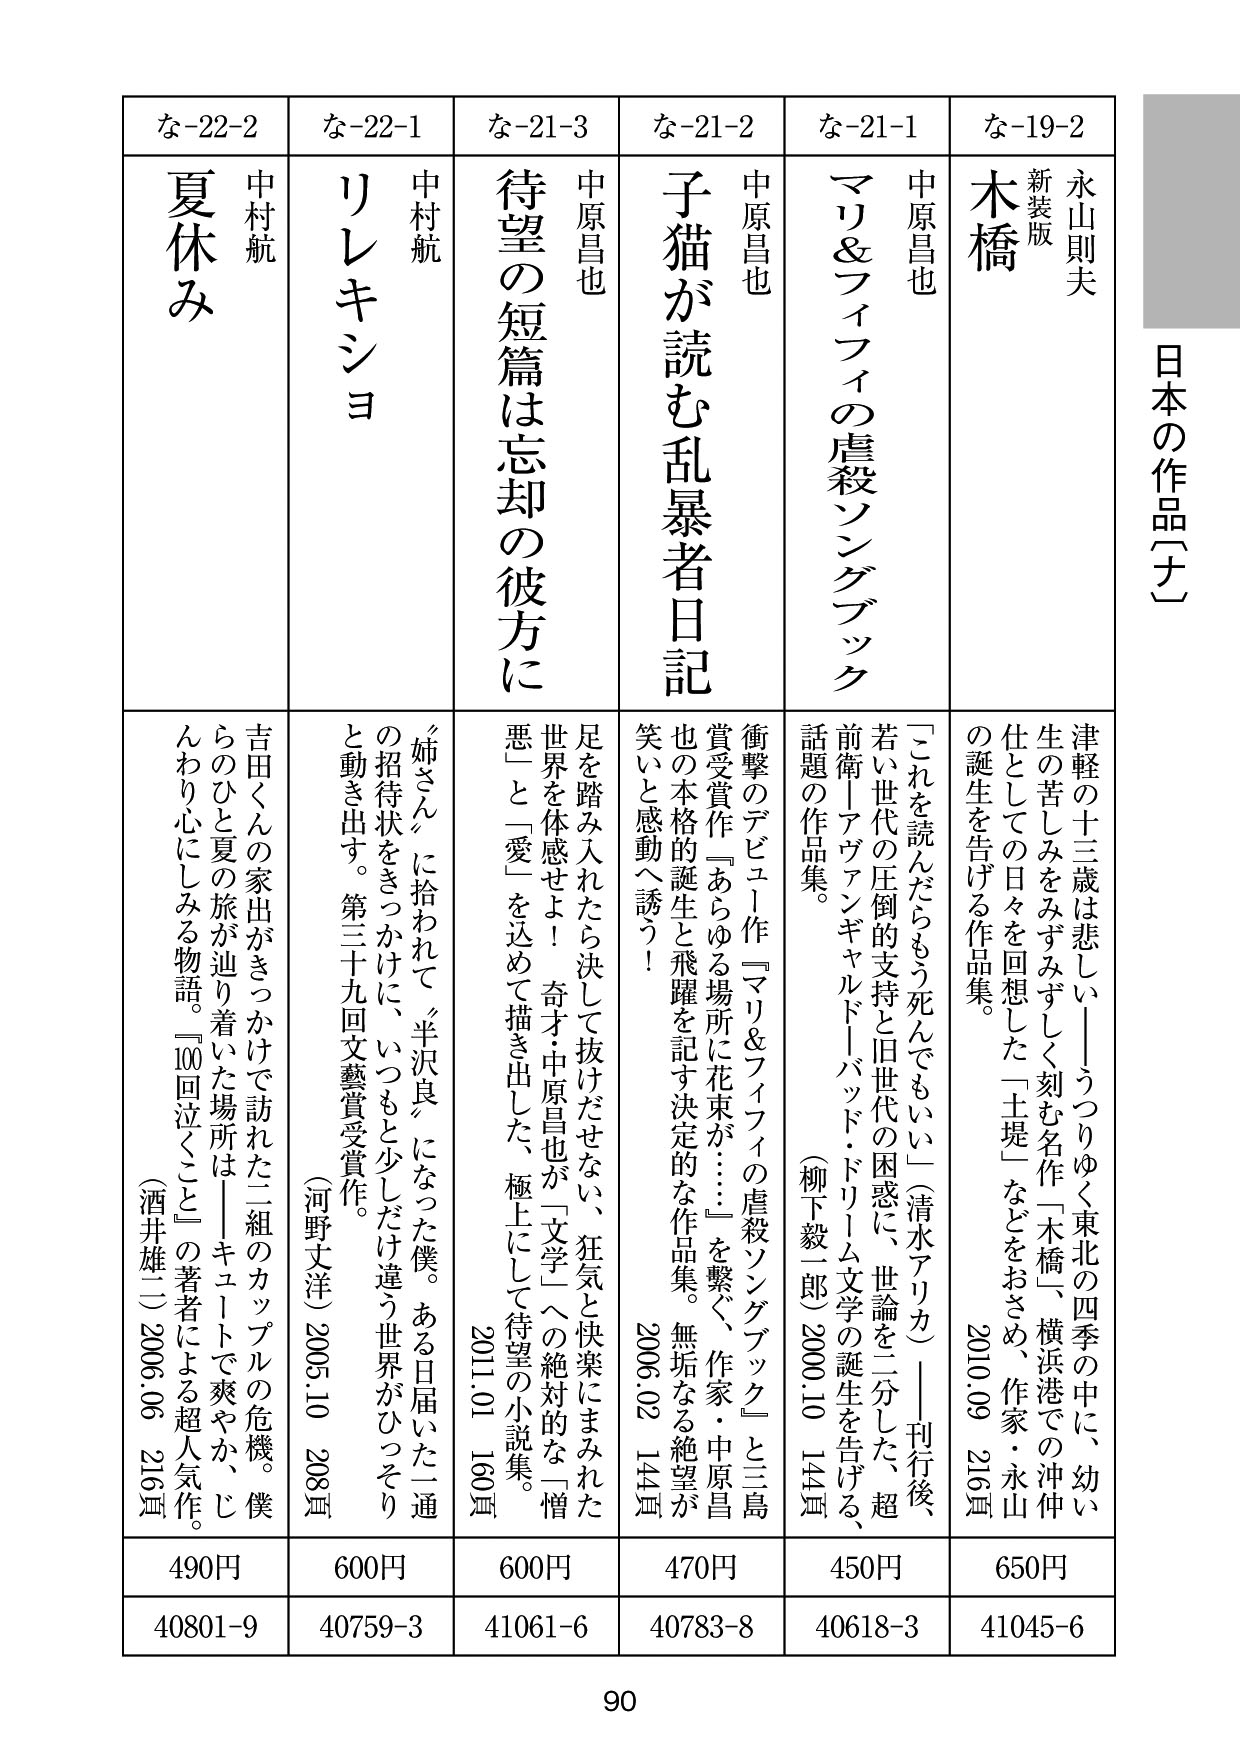 日本の作品〔ナ〕
な-19-2
永山則夫
新装版
木橋
津軽の十三歳は悲しい――うつりゆく東北の四季の中に、幼い
生の苦しみをみずみずしく刻む名作「木橋」、横浜港での沖仲
仕としての日々を回想した「土堤」などをおさめ、作家・永山
の誕生を告げる作品集。
2010.09 216頁
650円
41045-6
な-21-1
中原昌也
マリ&フィフィの虐殺ソングブック
「これを読んだらもう死んでもいい」（清水アリカ）――刊行後、
若い世代の圧倒的支持と旧世代の困惑に、世論を二分した、超
前衛―アヴァンギャルド―バッド・ドリーム文学の誕生を告げる、
話題の作品集。
（柳下毅一郎）2000.10 144頁
450円
40618-3
な-21-2
中原昌也
子猫が読む乱暴者日記
衝撃のデビュー作『マリ&フィフィの虐殺ソングブック』と三島
賞受賞作『あらゆる場所に花束が……』を繋ぐ、作家・中原昌
也の本格的誕生と飛躍を記す決定的な作品集。無垢なる絶望が
笑いと感動へ誘う！
2006.02 144頁
470円
40783-8
な-21-3
中原昌也
待望の短篇は忘却の彼方に
足を踏み入れたら決して抜けだせない、狂気と快楽にまみれた
世界を体感せよ！　奇才・中原昌也が「文学」への絶対的な「憎
悪」と「愛」を込めて描き出した、極上にして待望の小説集。
2011.01 160頁
600円
41061-6
な-22-1
中村航
リレキショ
〝姉さん〟に拾われて〝半沢良〟になった僕。ある日届いた一通
の招待状をきっかけに、いつもと少しだけ違う世界がひっそり
と動き出す。第三十九回文藝賞受賞作。
（河野丈洋）2005.10 208頁
600円
40759-3
な-22-2
中村航
夏休み
吉田くんの家出がきっかけで訪れた二組のカップルの危機。僕
らのひと夏の旅が辿り着いた場所は――キュートで爽やか、じ
んわり心にしみる物語。『100回泣くこと』の著者による超人気作。
（酒井雄二）2006.06 216頁
490円
40801-9
90